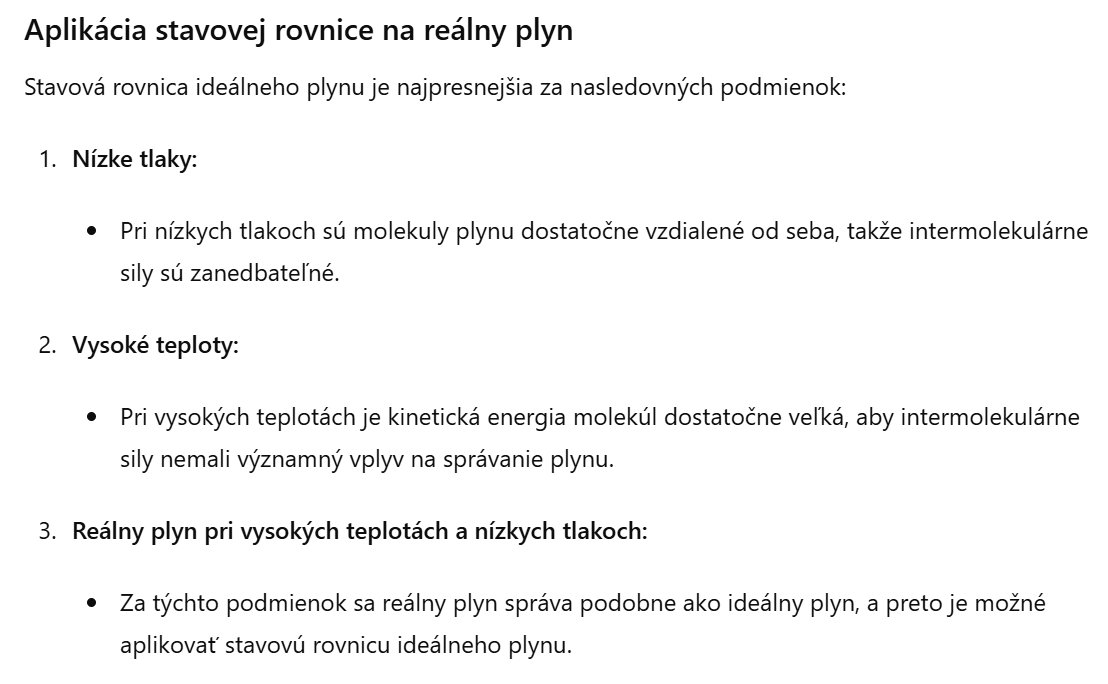 Aplikácia stavovej rovnice na reálny plyn
Stavová rovnica ideálneho plynu je najpresnejšia za nasledovných podmienok:
1. Nízke tlaky:
• Pri nízkych tlakoch sú molekuly plynu dostatočne vzdialené od seba, takže intermolekulárne
sily sú zanedbateľné.
2. Vysoké teploty:
• Pri vysokých teplotách je kinetická energia molekúl dostatočne veľká, aby intermolekulárne
sily nemali významný vplyv na správanie plynu.
3. Reálny plyn pri vysokých teplotách a nízkych tlakoch:
• Za týchto podmienok sa reálny plyn správa podobne ako ideálny plyn, a preto je možné
aplikovať stavovú rovnicu ideálneho plynu.